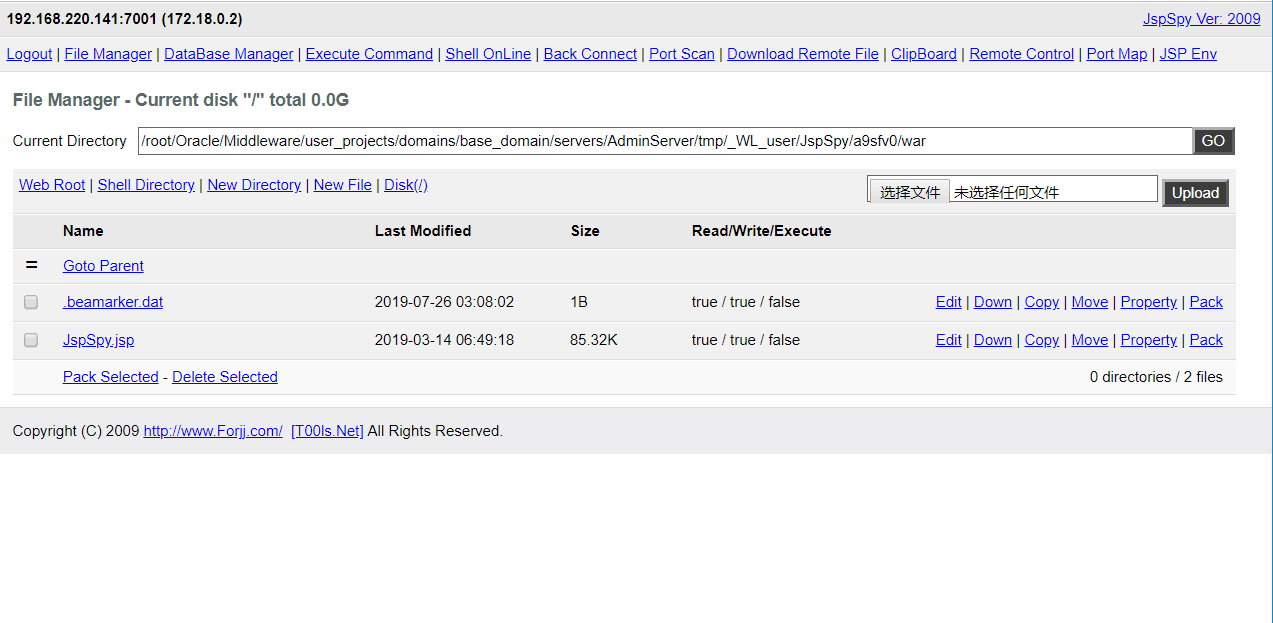 192.168.220.141:7001 (172.18.0.2) JspSpy Ver: 2009
Logout | File Manager | DataBase Manager | Execute Command | Shell OnLine | Back Connect | Port Scan | Download Remote File | ClipBoard | Remote Control | Port Map | JSP Env
File Manager - Current disk "/" total 0.0G
Current Directory /root/Oracle/Middleware/user_projects/domains/base_domain/servers/AdminServer/tmp/_WL_user/JspSpy/a9sfv0/war GO
Web Root | Shell Directory | New Directory | New File | Disk(/) 选择文件 未选择任何文件 Upload
Name Last Modified Size Read/Write/Execute
= Goto Parent
.beamarker.dat 2019-07-26 03:08:02 1B true / true / false Edit | Down | Copy | Move | Property | Pack
JspSpy.jsp 2019-03-14 06:49:18 85.32K true / true / false Edit | Down | Copy | Move | Property | Pack
Pack Selected - Delete Selected 0 directories / 2 files
Copyright (C) 2009 http://www.Forjj.com/ [T00ls.Net] All Rights Reserved.